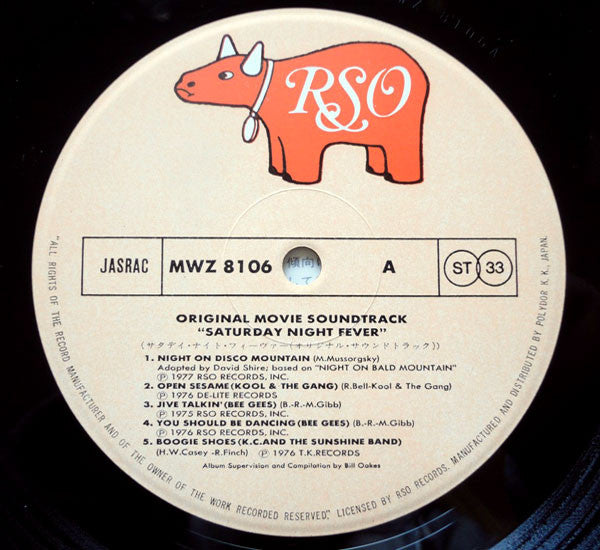 RSO
JASRAC
MWZ 8106
傾向
して
A
ST 33
ORIGINAL MOVIE SOUNDTRACK
"SATURDAY NIGHT FEVER"
(サタデイ・ナイト・フィーヴァー(オリジナル・サウンドトラック))
1. NIGHT ON DISCO MOUNTAIN (M.Mussorgsky)
Adopted by David Shire; based on "NIGHT ON BALD MOUNTAIN"
Ⓟ 1977 RSO RECORDS, INC.
2. OPEN SESAME (KOOL & THE GANG) (R.Bell-Kool & The Gang)
Ⓟ 1976 DE-LITE RECORDS
3. JIVE TALKIN' (BEE GEES) (B.-R.-M.Gibb)
Ⓟ 1975 RSO RECORDS, INC.
4. YOU SHOULD BE DANCING (BEE GEES) (B.-R.-M.Gibb)
Ⓟ 1976 RSO RECORDS, INC.
5. BOOGIE SHOES (K.C.AND THE SUNSHINE BAND)
(H.W.Casey -R.Finch) Ⓟ 1976 T.K.RECORDS
Album Supervision and Compilation by Bill Oakes
"ALL RIGHTS OF THE RECORD MANUFACTURER AND OF THE OWNER OF THE WORK RECORDED RESERVED," LICENSED BY RSO RECORDS. MANUFACTURED AND DISTRIBUTED BY POLYDOR K.K., JAPAN.